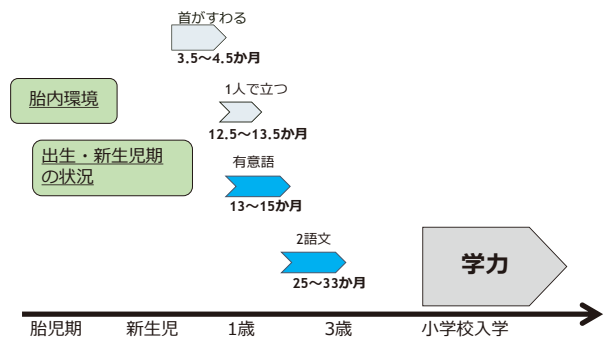 首がすわる
3.5～4.5か月
1人で立つ
胎内環境
12.5～13.5か月
出生・新生児期
の状況
有意語
13～15か月
2語文
25～33か月
学力
胎児期
新生児
1歳
3歳
小学校入学